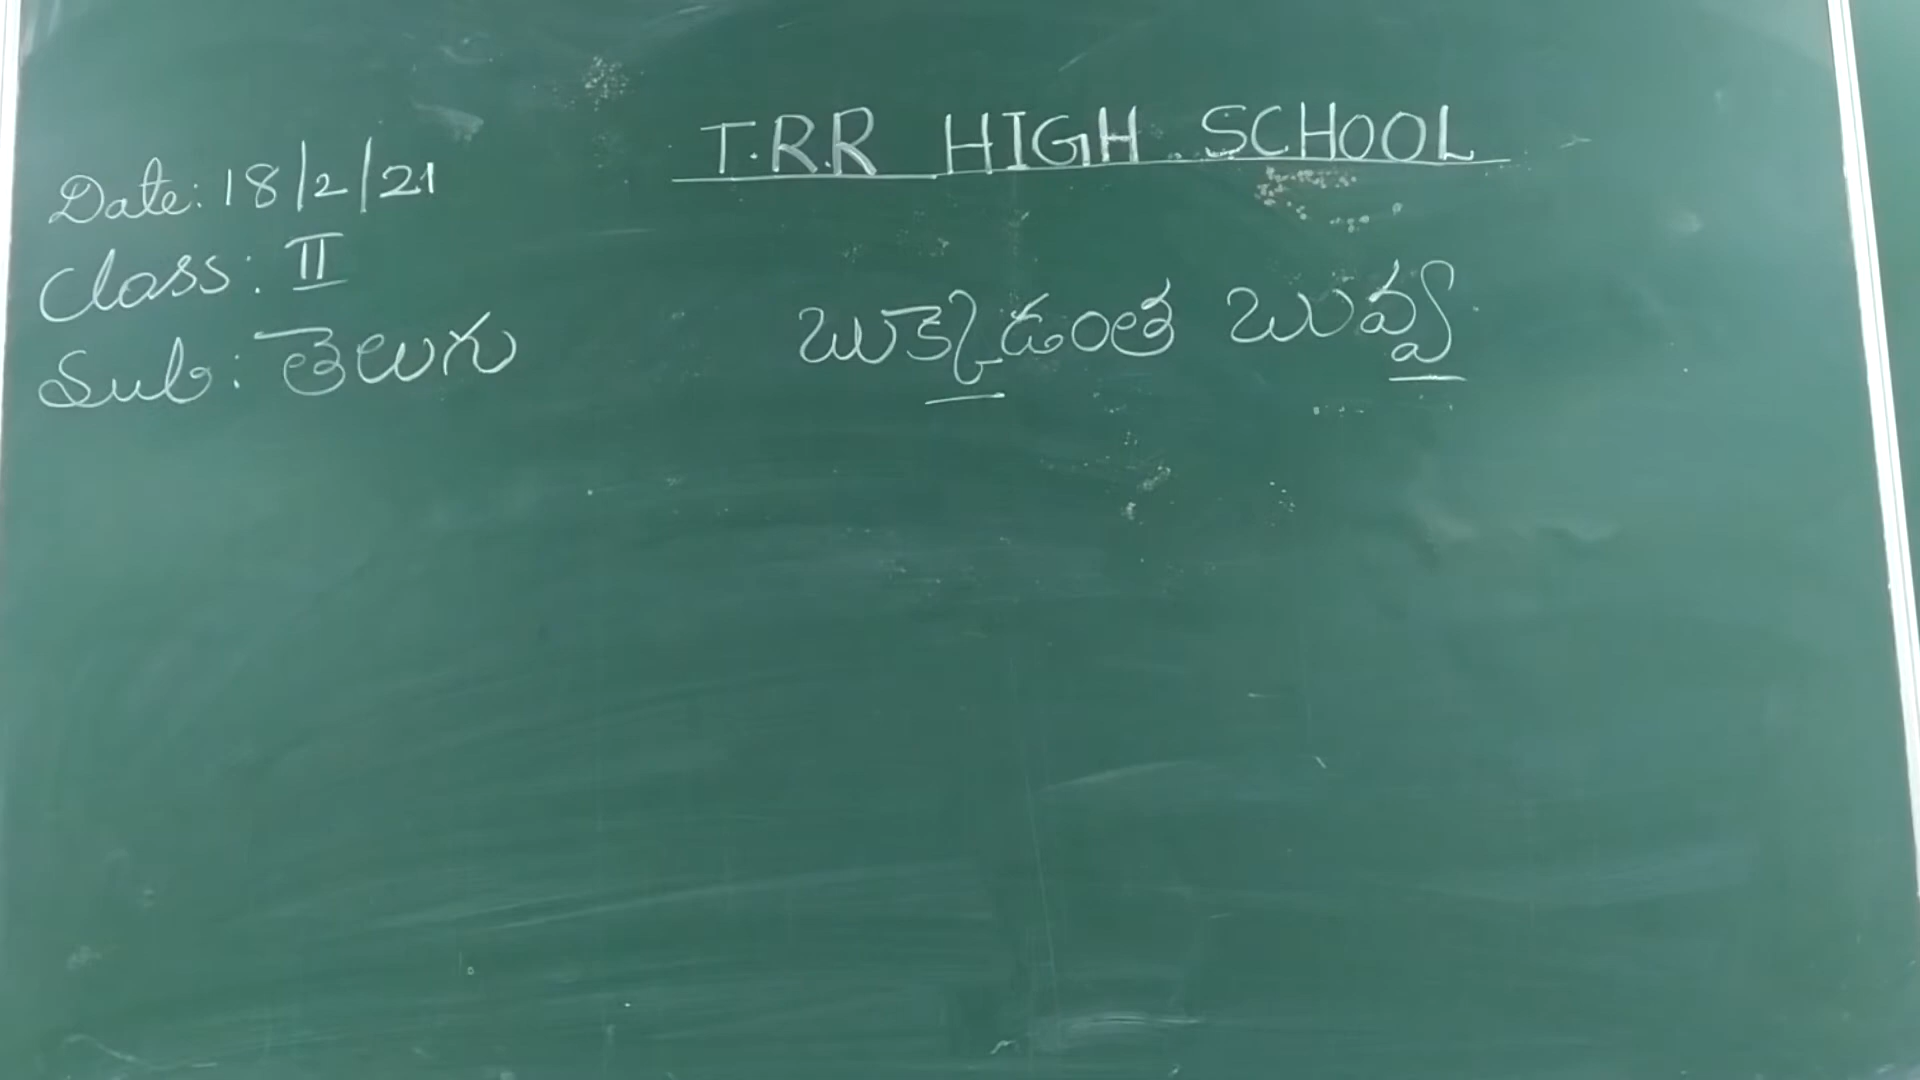 T.R.R HIGH SCHOOL
Date: 18/2/21
Class: II
Sub: తెలుగు
బుక్కెడంత బువ్వ